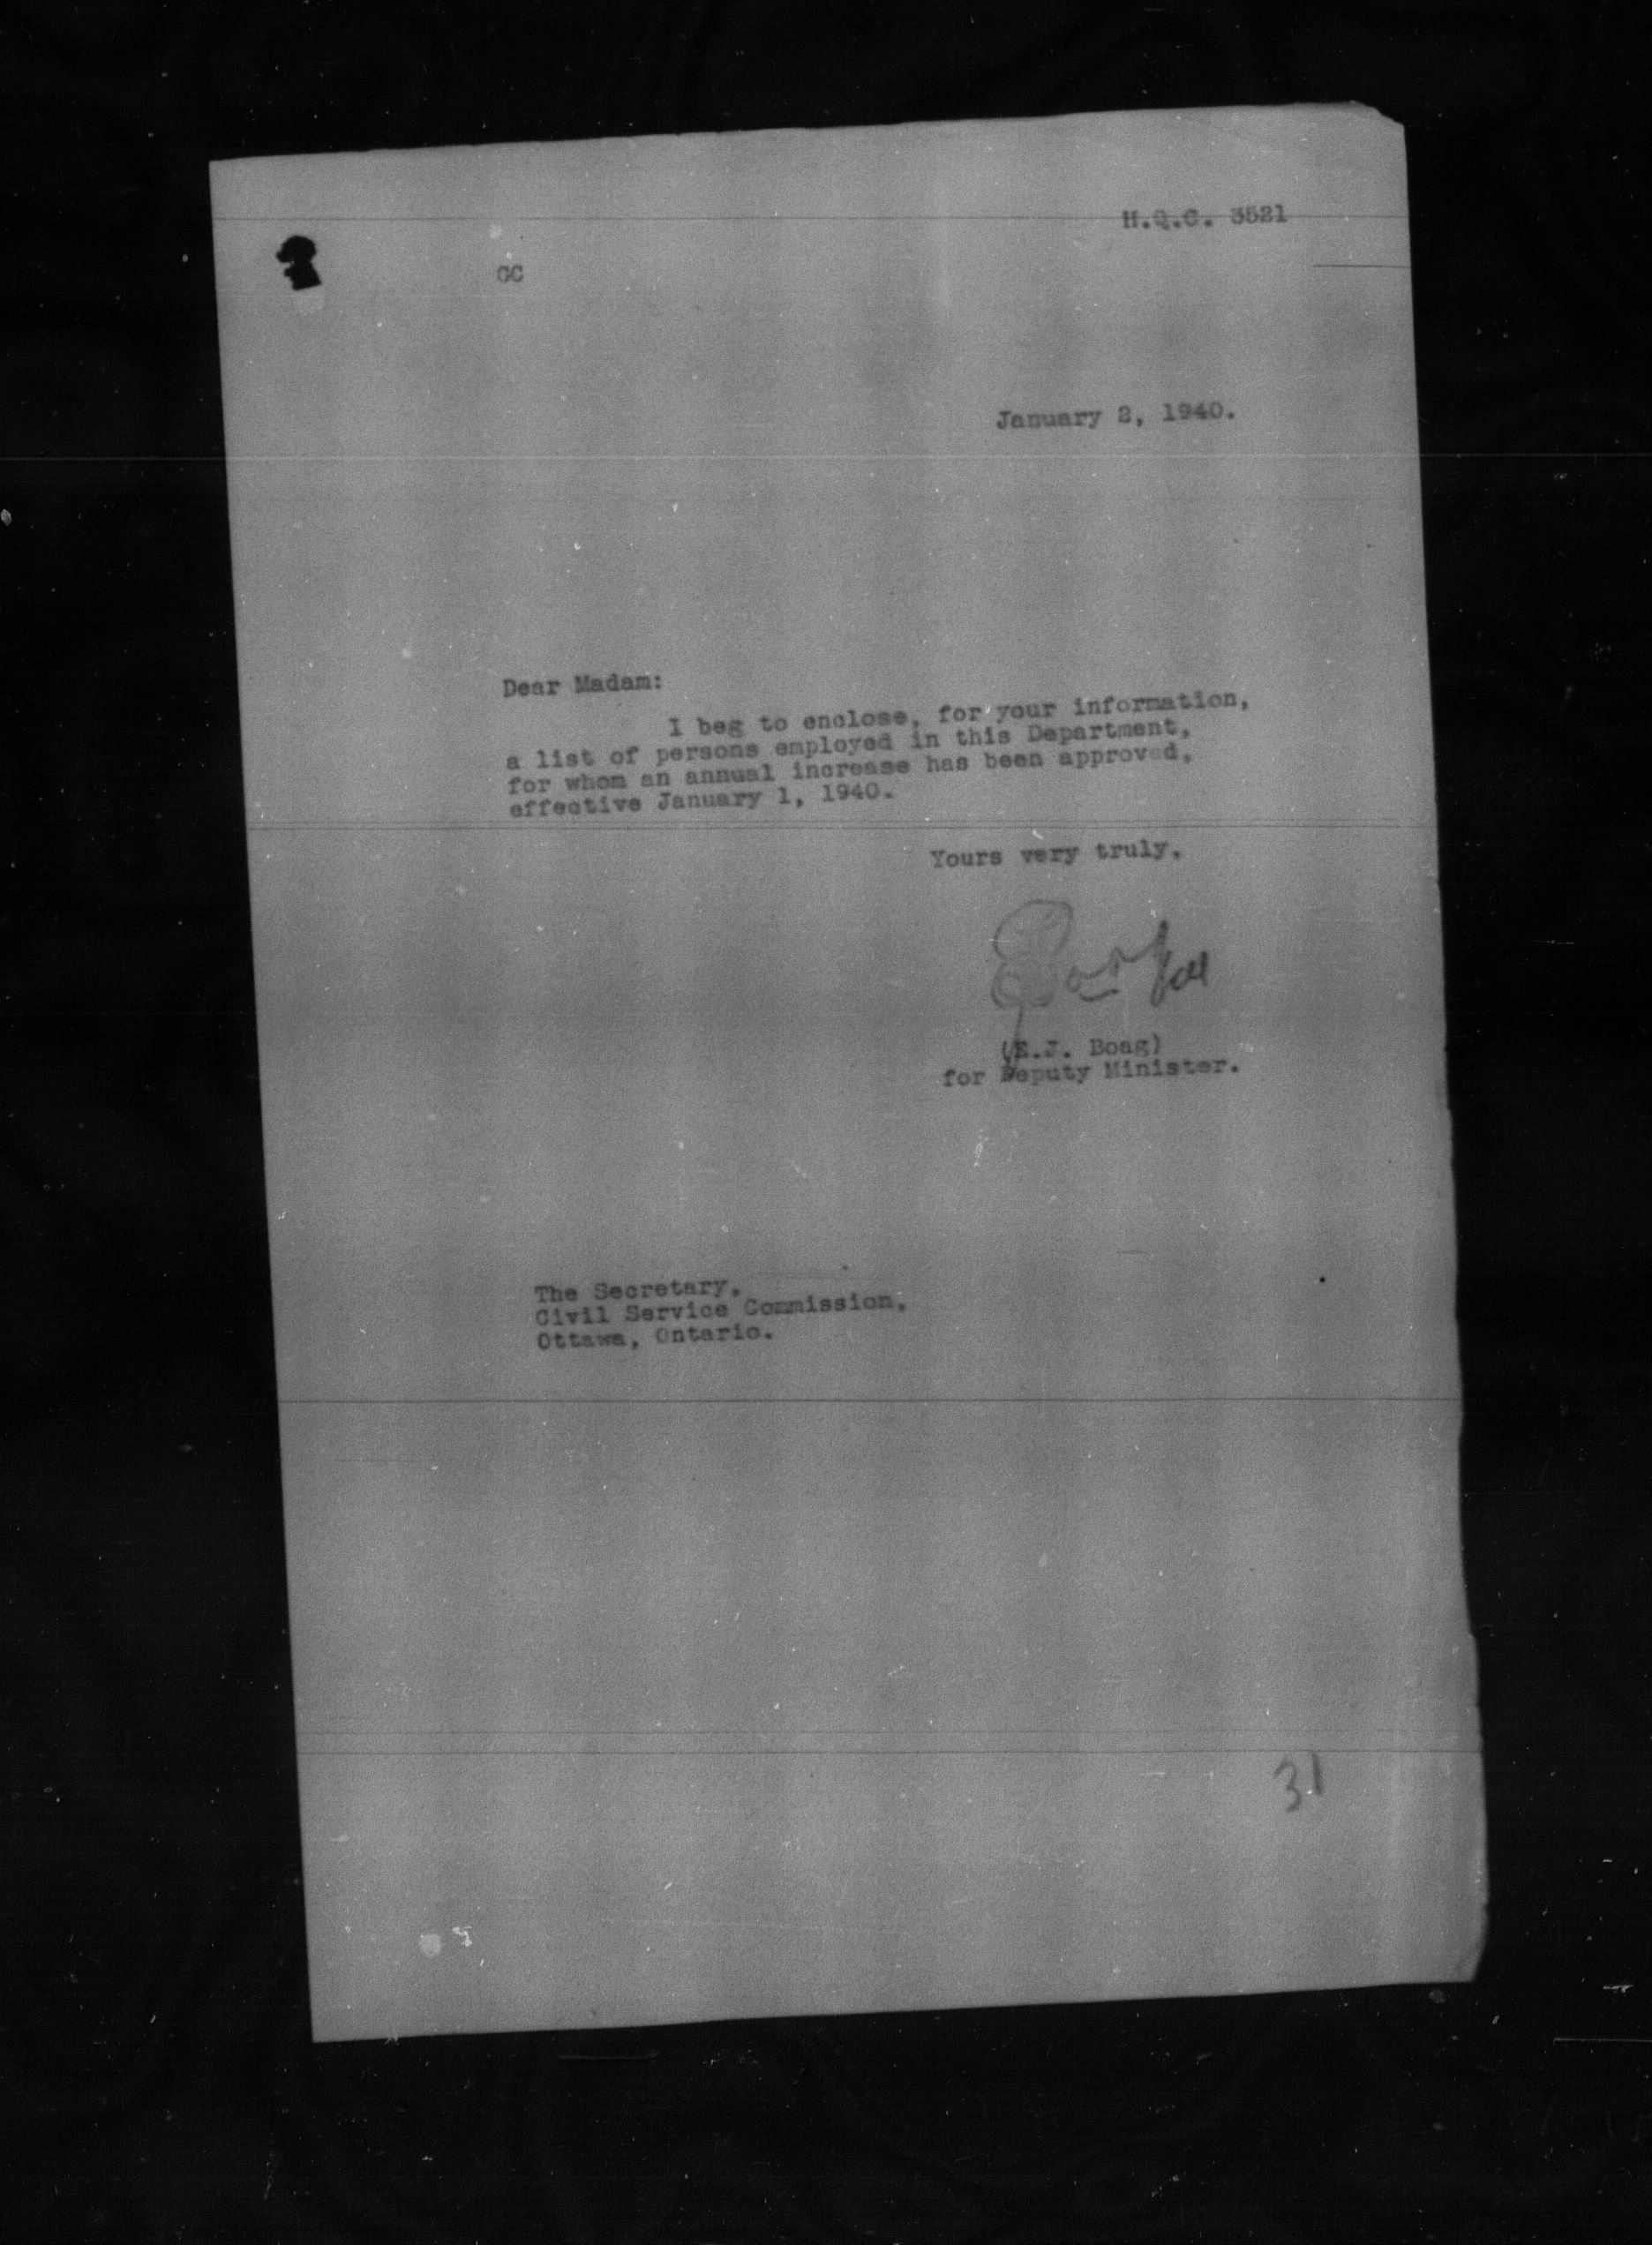 H.Q.C. 3521
GC
January 2, 1940.
Dear Madam:
I beg to enclose, for your information,
a list of persons employed in this Department,
for whom an annual increase has been approved,
effective January 1, 1940.
Yours very truly,
(E.J. Boag)
for Deputy Minister.
The Secretary,
Civil Service Commission,
Ottawa, Ontario.
31